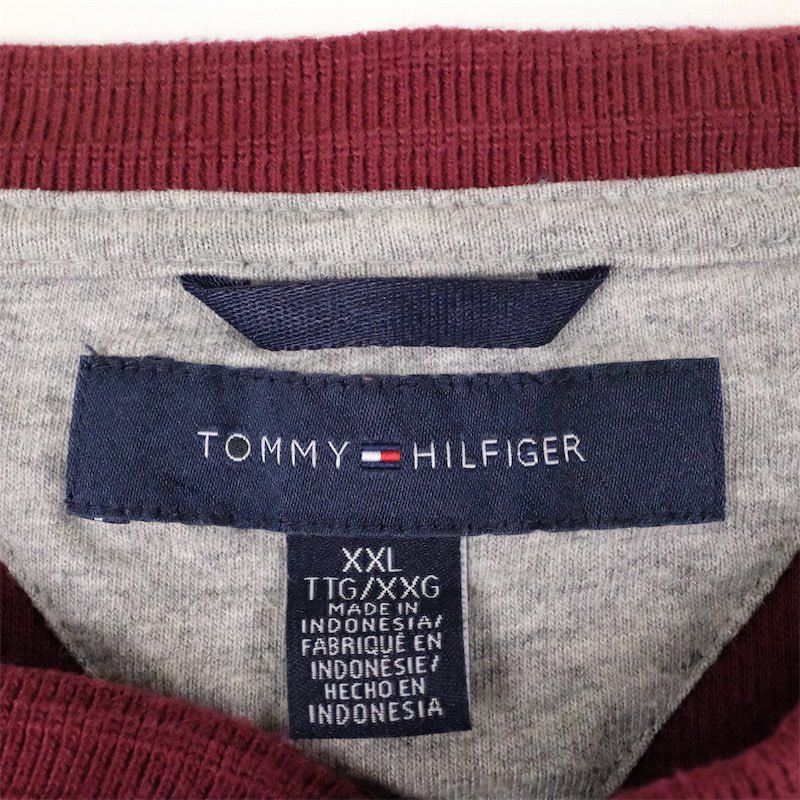 TOMMY HILFIGER
XXL
TTG/XXG
MADE IN
INDONESIA/
FABRIQUÉ EN
INDONÉSIE/
HECHO EN
INDONESIA